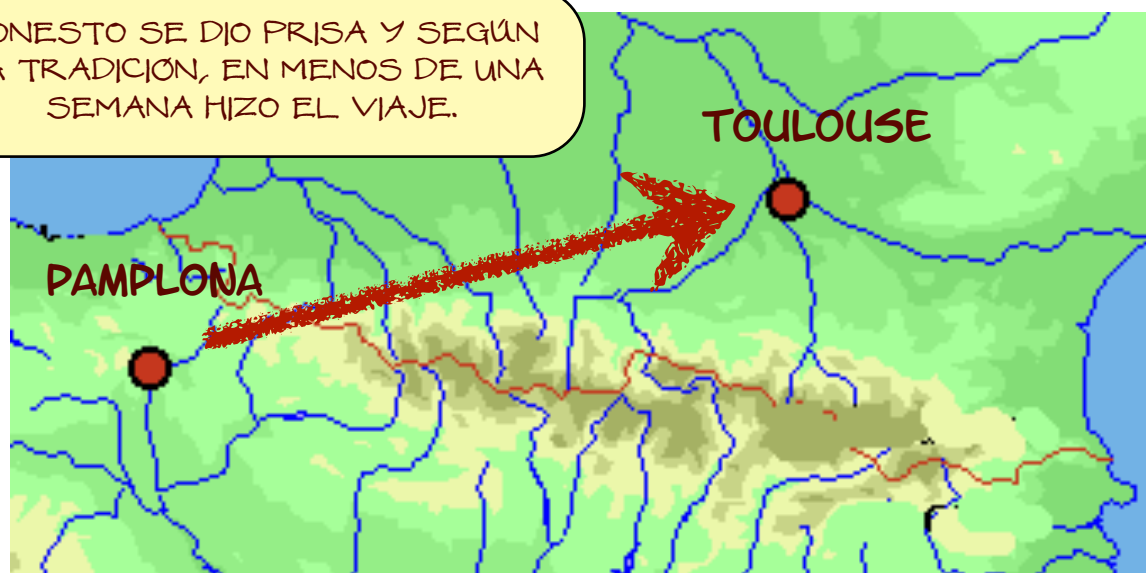 ONESTO SE DIO PRISA Y SEGÚN
TRADICIÓN, EN MENOS DE UNA
SEMANA HIZO EL VIAJE.
TOULOUSE
PAMPLONA